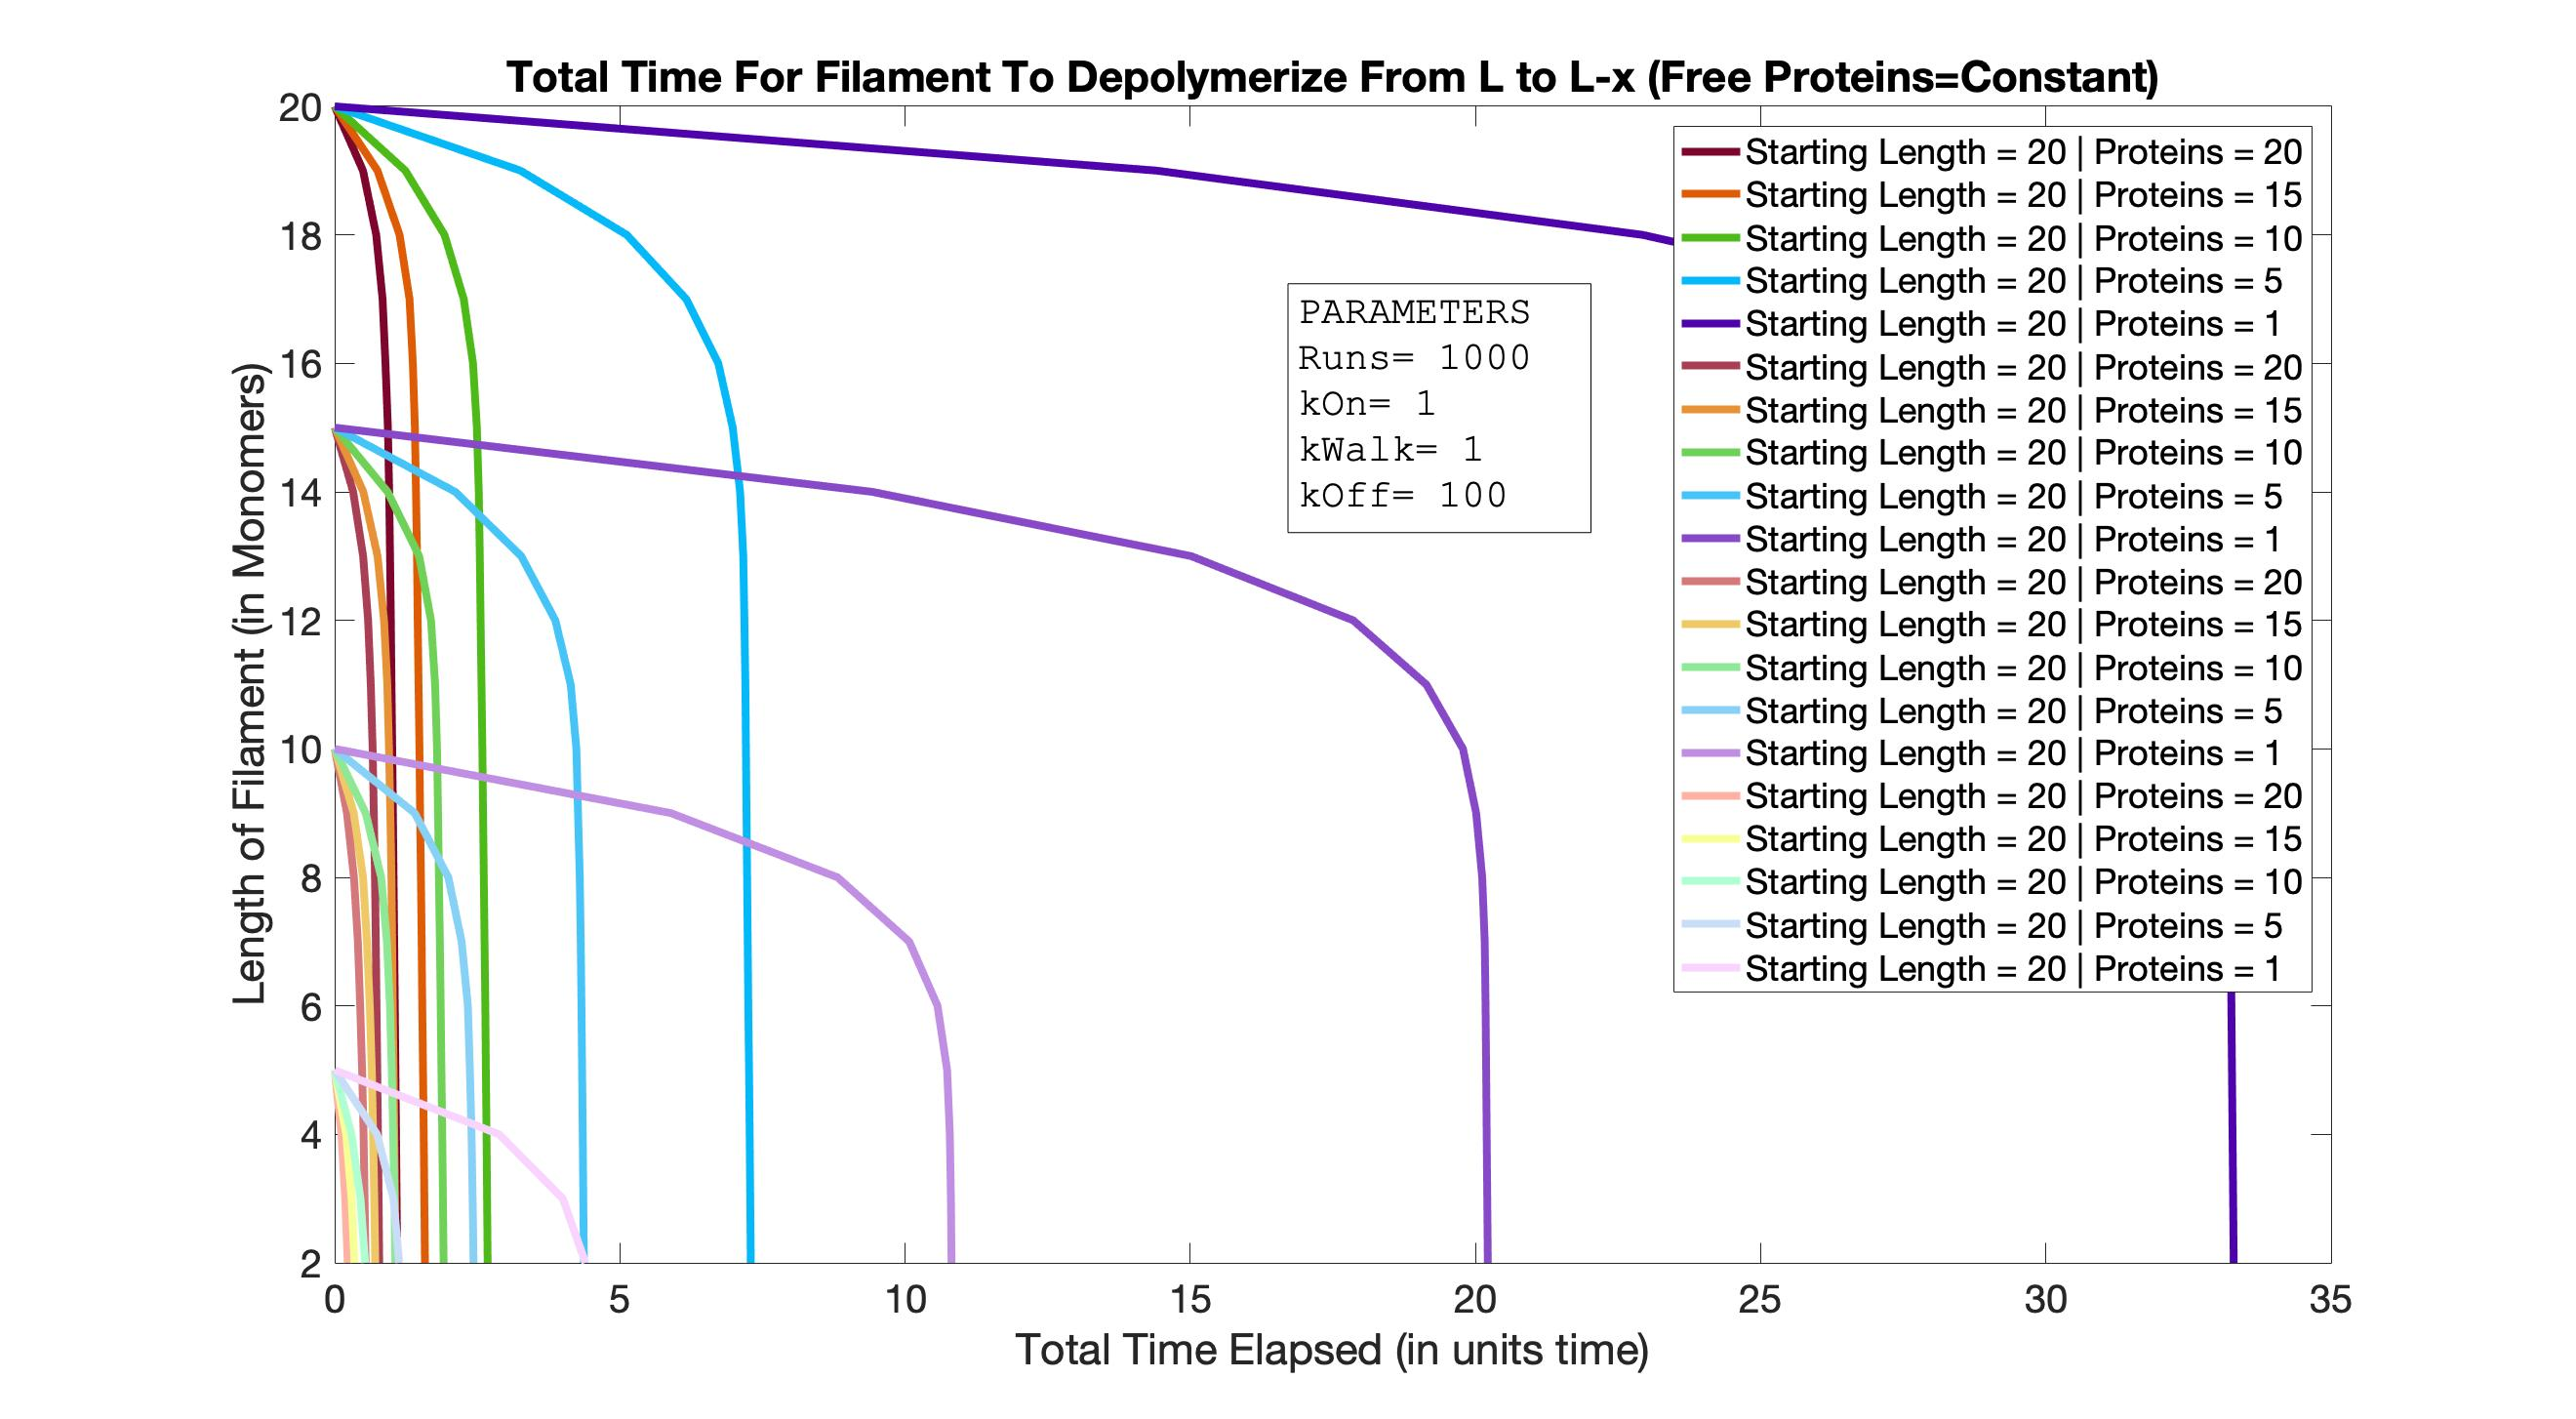 Total Time For Filament To Depolymerize From L to L-x (Free Proteins=Constant)
Length of Filament (in Monomers)
20
18
16
14
12
10
8
6
4
2
PARAMETERS
Runs= 1000
kOn= 1
kWalk= 1
kOff= 100
Starting Length = 20 | Proteins = 20
Starting Length = 20 | Proteins = 15
Starting Length = 20 | Proteins = 10
Starting Length = 20 | Proteins = 5
Starting Length = 20 | Proteins = 1
Starting Length = 20 | Proteins = 20
Starting Length = 20 | Proteins = 15
Starting Length = 20 | Proteins = 10
Starting Length = 20 | Proteins = 5
Starting Length = 20 | Proteins = 1
Starting Length = 20 | Proteins = 20
Starting Length = 20 | Proteins = 15
Starting Length = 20 | Proteins = 10
Starting Length = 20 | Proteins = 5
Starting Length = 20 | Proteins = 1
Starting Length = 20 | Proteins = 20
Starting Length = 20 | Proteins = 15
Starting Length = 20 | Proteins = 10
Starting Length = 20 | Proteins = 5
Starting Length = 20 | Proteins = 1
0 5 10 15 20 25 30 35
Total Time Elapsed (in units time)